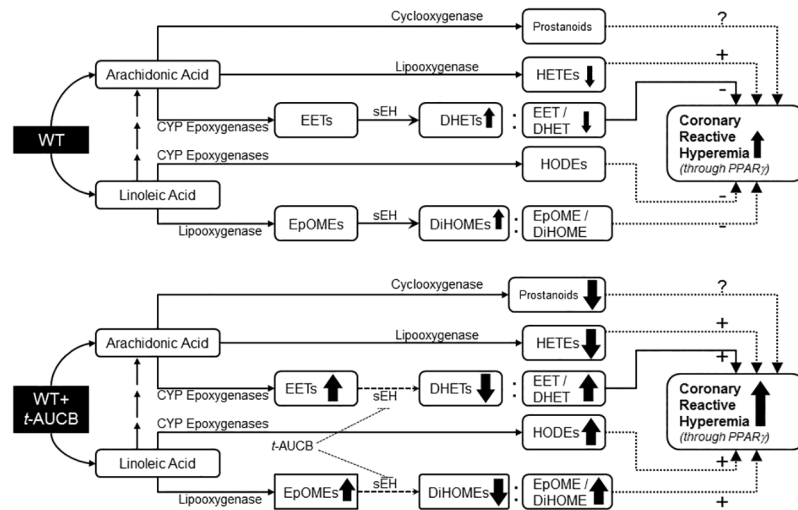 Cyclooxygenase
Prostanoids
?
Arachidonic Acid
Lipoxygenase
HETEs
+
-
WT
CYP Epoxygenases
EETs
sEH
DHETs
:
EET /
DHET
Coronary
Reactive
Hyperemia
(through PPARγ)
CYP Epoxygenases
HODEs
Linoleic Acid
-
Lipooxygenase
EpOMEs
sEH
DiHOMEs
:
EpOME /
DiHOME
-
Cyclooxygenase
Prostanoids
?
Arachidonic Acid
Lipoxygenase
HETEs
+
+
WT+
t-AUCB
CYP Epoxygenases
EETs
sEH
DHETs
:
EET /
DHET
Coronary
Reactive
Hyperemia
(through PPARγ)
CYP Epoxygenases
t-AUCB
HODEs
Linoleic Acid
+
Lipooxygenase
EpOMEs
sEH
DiHOMEs
:
EpOME /
DiHOME
+